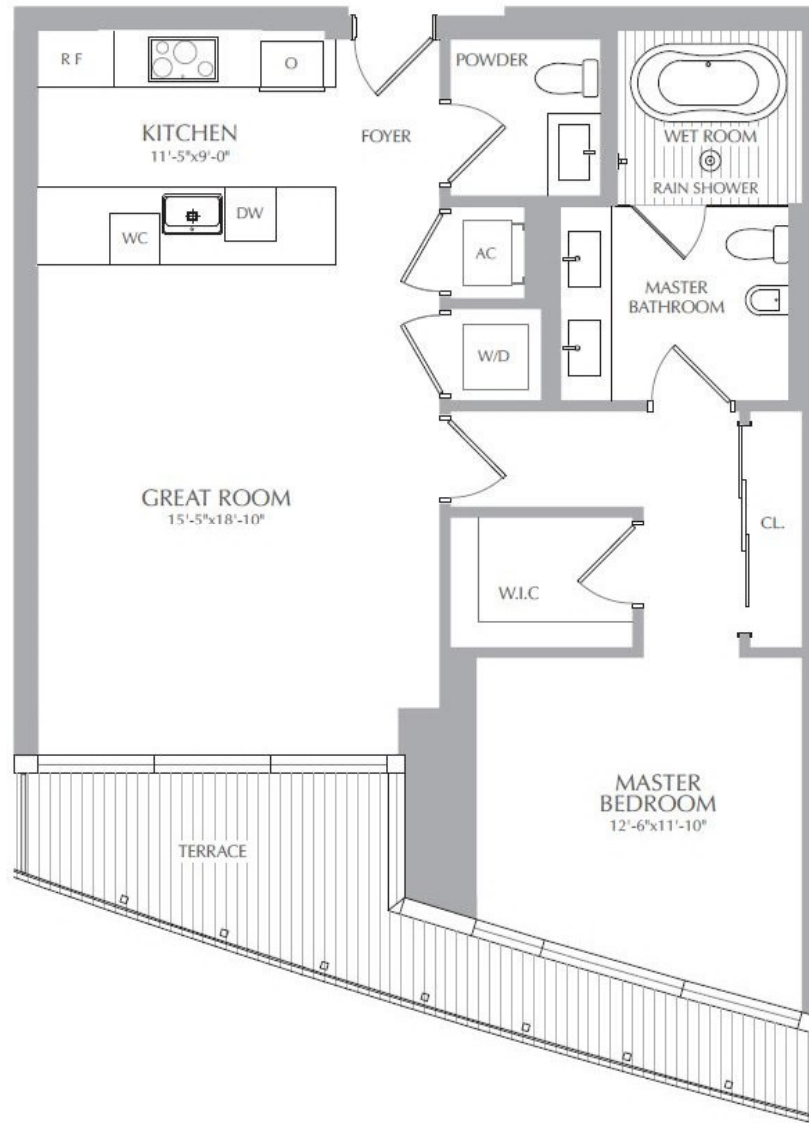 R F
O
POWDER
KITCHEN
11'-5"x9'-0"
FOYER
WET ROOM
RAIN SHOWER
WC
DW
AC
MASTER
BATHROOM
W/D
GREAT ROOM
15'-5"x18'-10"
CL.
W.I.C
MASTER
BEDROOM
12'-6"x11'-10"
TERRACE